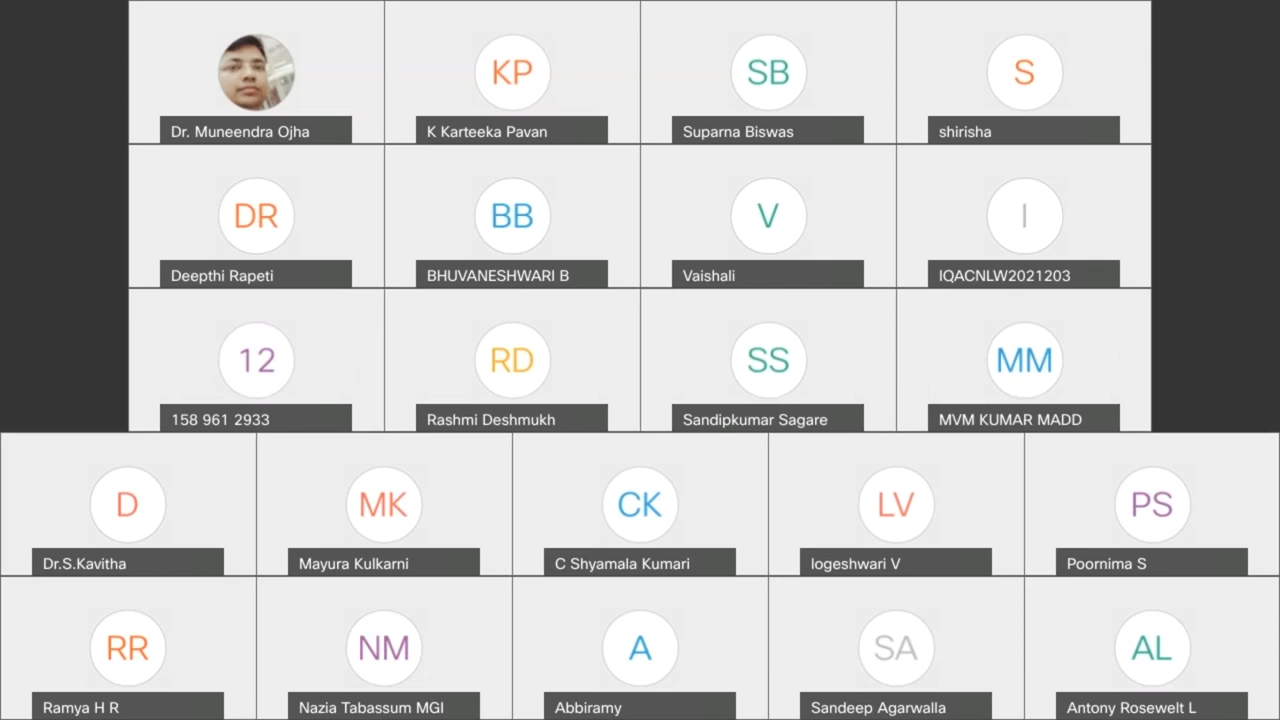 KP
SB
S
Dr. Muneendra Ojha
K Karteeka Pavan
Suparna Biswas
shirisha
DR
BB
V
I
Deepthi Rapeti
BHUVANESHWARI B
Vaishali
IQACNLW2021203
12
RD
SS
MM
158 961 2933
Rashmi Deshmukh
Sandipkumar Sagare
MVM KUMAR MADD
D
MK
CK
LV
PS
Dr.S.Kavitha
Mayura Kulkarni
C Shyamala Kumari
logeshwari V
Poornima S
RR
NM
A
SA
AL
Ramya H R
Nazia Tabassum MGI
Abbiramy
Sandeep Agarwalla
Antony Rosewelt L